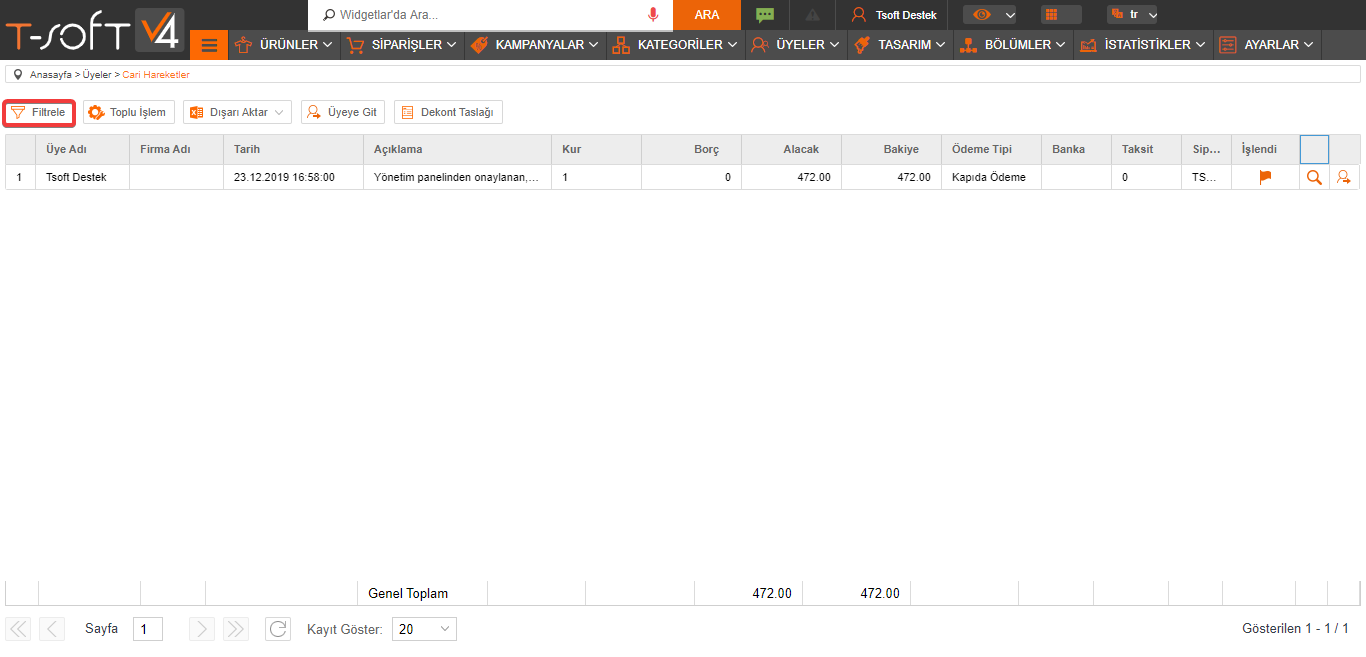 T-SOFT V4
Widgetlar'da Ara...
ARA
Tsoft Destek
tr
ÜRÜNLER
SİPARİŞLER
KAMPANYALAR
KATEGORİLER
ÜYELER
TASARIM
BÖLÜMLER
İSTATİSTİKLER
AYARLAR
Anasayfa > Üyeler > Cari Hareketler
Filtrele
Toplu İşlem
Dışarı Aktar
Üyeye Git
Dekont Taslağı
Üye Adı Firma Adı Tarih Açıklama Kur Borç Alacak Bakiye Ödeme Tipi Banka Taksit Sip... İşlendi
1 Tsoft Destek 23.12.2019 16:58:00 Yönetim panelinden onaylanan,... 1 0 472.00 472.00 Kapıda Ödeme 0 TS...
Genel Toplam 472.00 472.00
Sayfa 1 Kayıt Göster: 20 Gösterilen 1 - 1 / 1